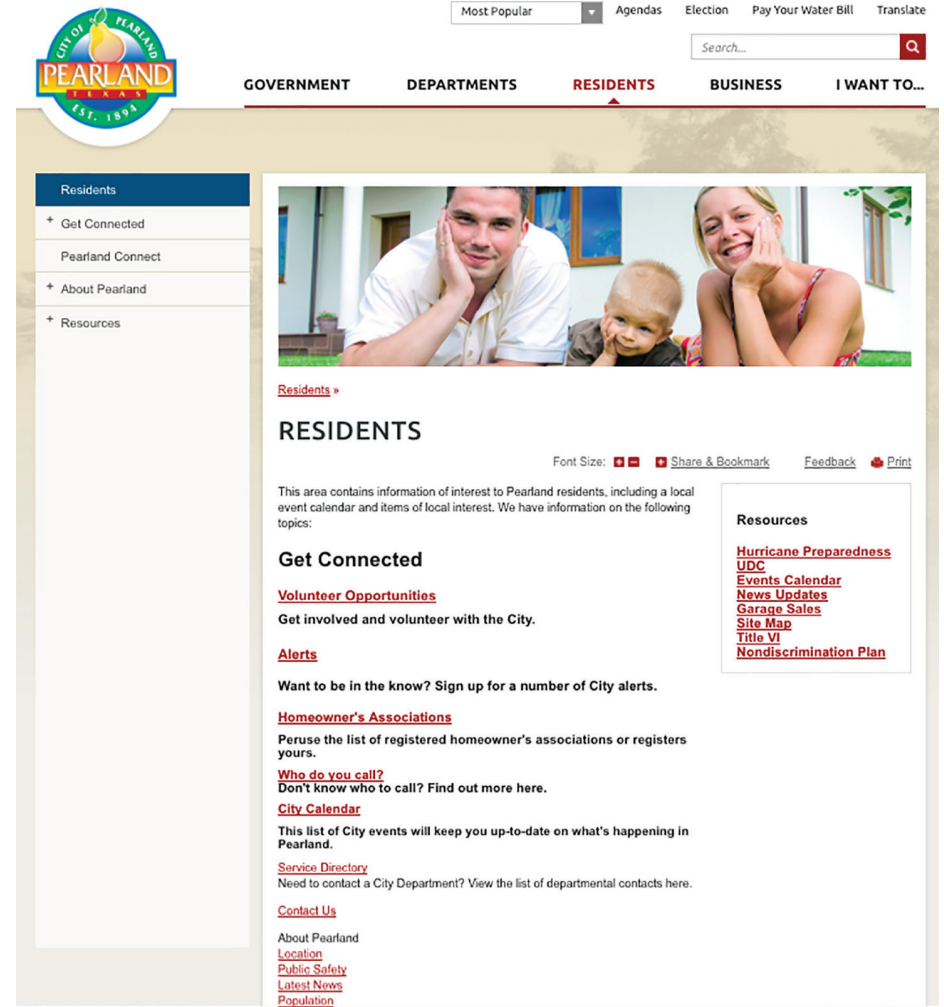 Most Popular
Agendas
Election
Pay Your Water Bill
Translate
CITY OF PEARLAND
PEARLAND
TEXAS
EST. 1894
Search...
GOVERNMENT
DEPARTMENTS
RESIDENTS
BUSINESS
I WANT TO...
Residents
+ Get Connected
Pearland Connect
+ About Pearland
+ Resources
Residents »
RESIDENTS
Font Size:
Share & Bookmark
Feedback
Print
This area contains information of interest to Pearland residents, including a local
event calendar and items of local interest. We have information on the following
topics:
Get Connected
Volunteer Opportunities
Get involved and volunteer with the City.
Alerts
Want to be in the know? Sign up for a number of City alerts.
Homeowner's Associations
Peruse the list of registered homeowner's associations or registers
yours.
Who do you call?
Don't know who to call? Find out more here.
City Calendar
This list of City events will keep you up-to-date on what's happening in
Pearland.
Service Directory
Need to contact a City Department? View the list of departmental contacts here.
Contact Us
About Pearland
Location
Public Safety
Latest News
Population
Resources
Hurricane Preparedness
UDC
Events Calendar
News Updates
Garage Sales
Site Map
Title VI
Nondiscrimination Plan